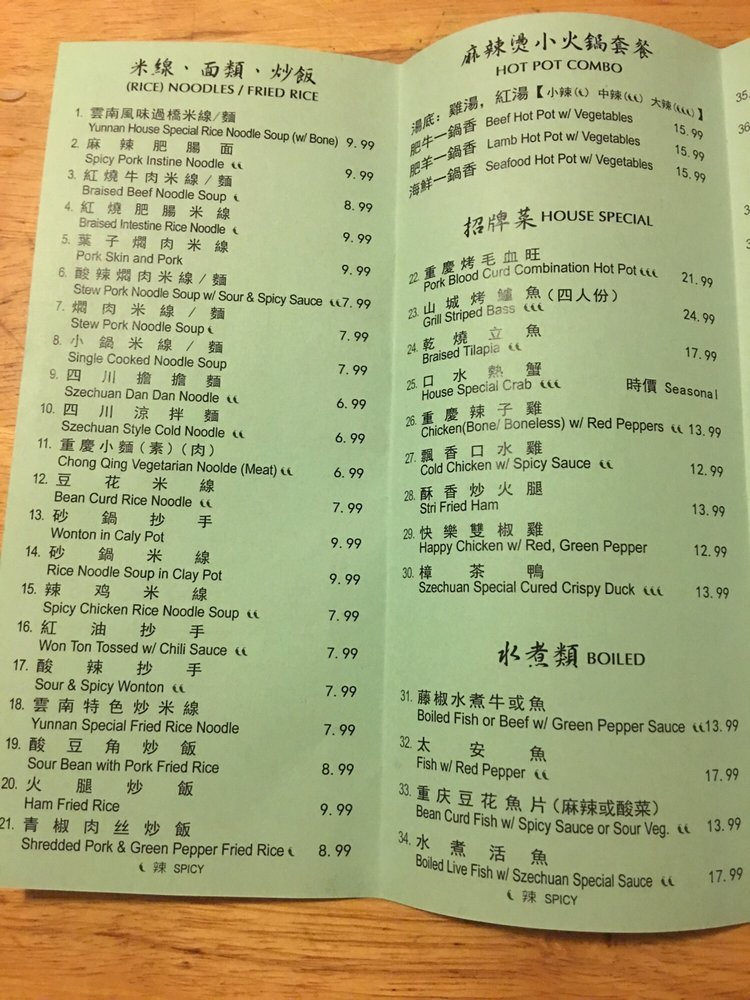 米線、面類、炒飯
(RICE) NOODLES / FRIED RICE
1. 雲南風味過橋米線/麵
Yunnan House Special Rice Noodle Soup (w/ Bone) 9.99
2. 麻辣肥腸面
Spicy Pork Instine Noodle 9.99
3. 紅燒牛肉米線/麵
Braised Beef Noodle Soup 8.99
4. 紅燒肥腸米線
Braised Intestine Rice Noodle 9.99
5. 葉子燜肉米線
Pork Skin and Pork 9.99
6. 酸辣燜肉米線/麵
Stew Pork Noodle Soup w/ Sour & Spicy Sauce 7.99
7. 燜肉米線/麵
Stew Pork Noodle Soup 7.99
8. 小鍋米線/麵
Single Cooked Noodle Soup 7.99
9. 四川擔擔麵
Szechuan Dan Dan Noodle 6.99
10. 四川涼拌麵
Szechuan Style Cold Noodle 6.99
11. 重慶小麵(素)(肉)
Chong Qing Vegetarian Noolde (Meat) 6.99
12. 豆花米線
Bean Curd Rice Noodle 7.99
13. 砂鍋抄手
Wonton in Caly Pot 9.99
14. 砂鍋米線
Rice Noodle Soup in Clay Pot 9.99
15. 辣鸡米線
Spicy Chicken Rice Noodle Soup 7.99
16. 紅油抄手
Won Ton Tossed w/ Chili Sauce 7.99
17. 酸辣抄手
Sour & Spicy Wonton 7.99
18. 雲南特色炒米線
Yunnan Special Fried Rice Noodle 7.99
19. 酸豆角炒飯
Sour Bean with Pork Fried Rice 8.99
20. 火腿炒飯
Ham Fried Rice 9.99
21. 青椒肉丝炒飯
Shredded Pork & Green Pepper Fried Rice 8.99
辣 SPICY
麻辣燙小火鍋套餐
HOT POT COMBO
湯底：雞湯，紅湯【小辣() 中辣() 大辣()】
肥牛一鍋香 Beef Hot Pot w/ Vegetables 15.99
肥羊一鍋香 Lamb Hot Pot w/ Vegetables 15.99
海鮮一鍋香 Seafood Hot Pot w/ Vegetables 15.99
招牌菜 HOUSE SPECIAL
22. 重慶烤毛血旺
Pork Blood Curd Combination Hot Pot 21.99
23. 山城烤鱸魚(四人份)
Grill Striped Bass 24.99
24. 乾燒立魚
Braised Tilapia 17.99
25. 口水熱蟹
House Special Crab 時價 Seasonal
26. 重慶辣子雞
Chicken(Bone/ Boneless) w/ Red Peppers 13.99
27. 飄香口水雞
Cold Chicken w/ Spicy Sauce 12.99
28. 酥香炒火腿
Stri Fried Ham 13.99
29. 快樂雙椒雞
Happy Chicken w/ Red, Green Pepper 12.99
30. 樟茶鴨
Szechuan Special Cured Crispy Duck 13.99
水煮類 BOILED
31. 藤椒水煮牛或魚
Boiled Fish or Beef w/ Green Pepper Sauce 13.99
32. 太安魚
Fish w/ Red Pepper 17.99
33. 重庆豆花魚片(麻辣或酸菜)
Bean Curd Fish w/ Spicy Sauce or Sour Veg. 13.99
34. 水煮活魚
Boiled Live Fish w/ Szechuan Special Sauce 17.99
辣 SPICY
35.